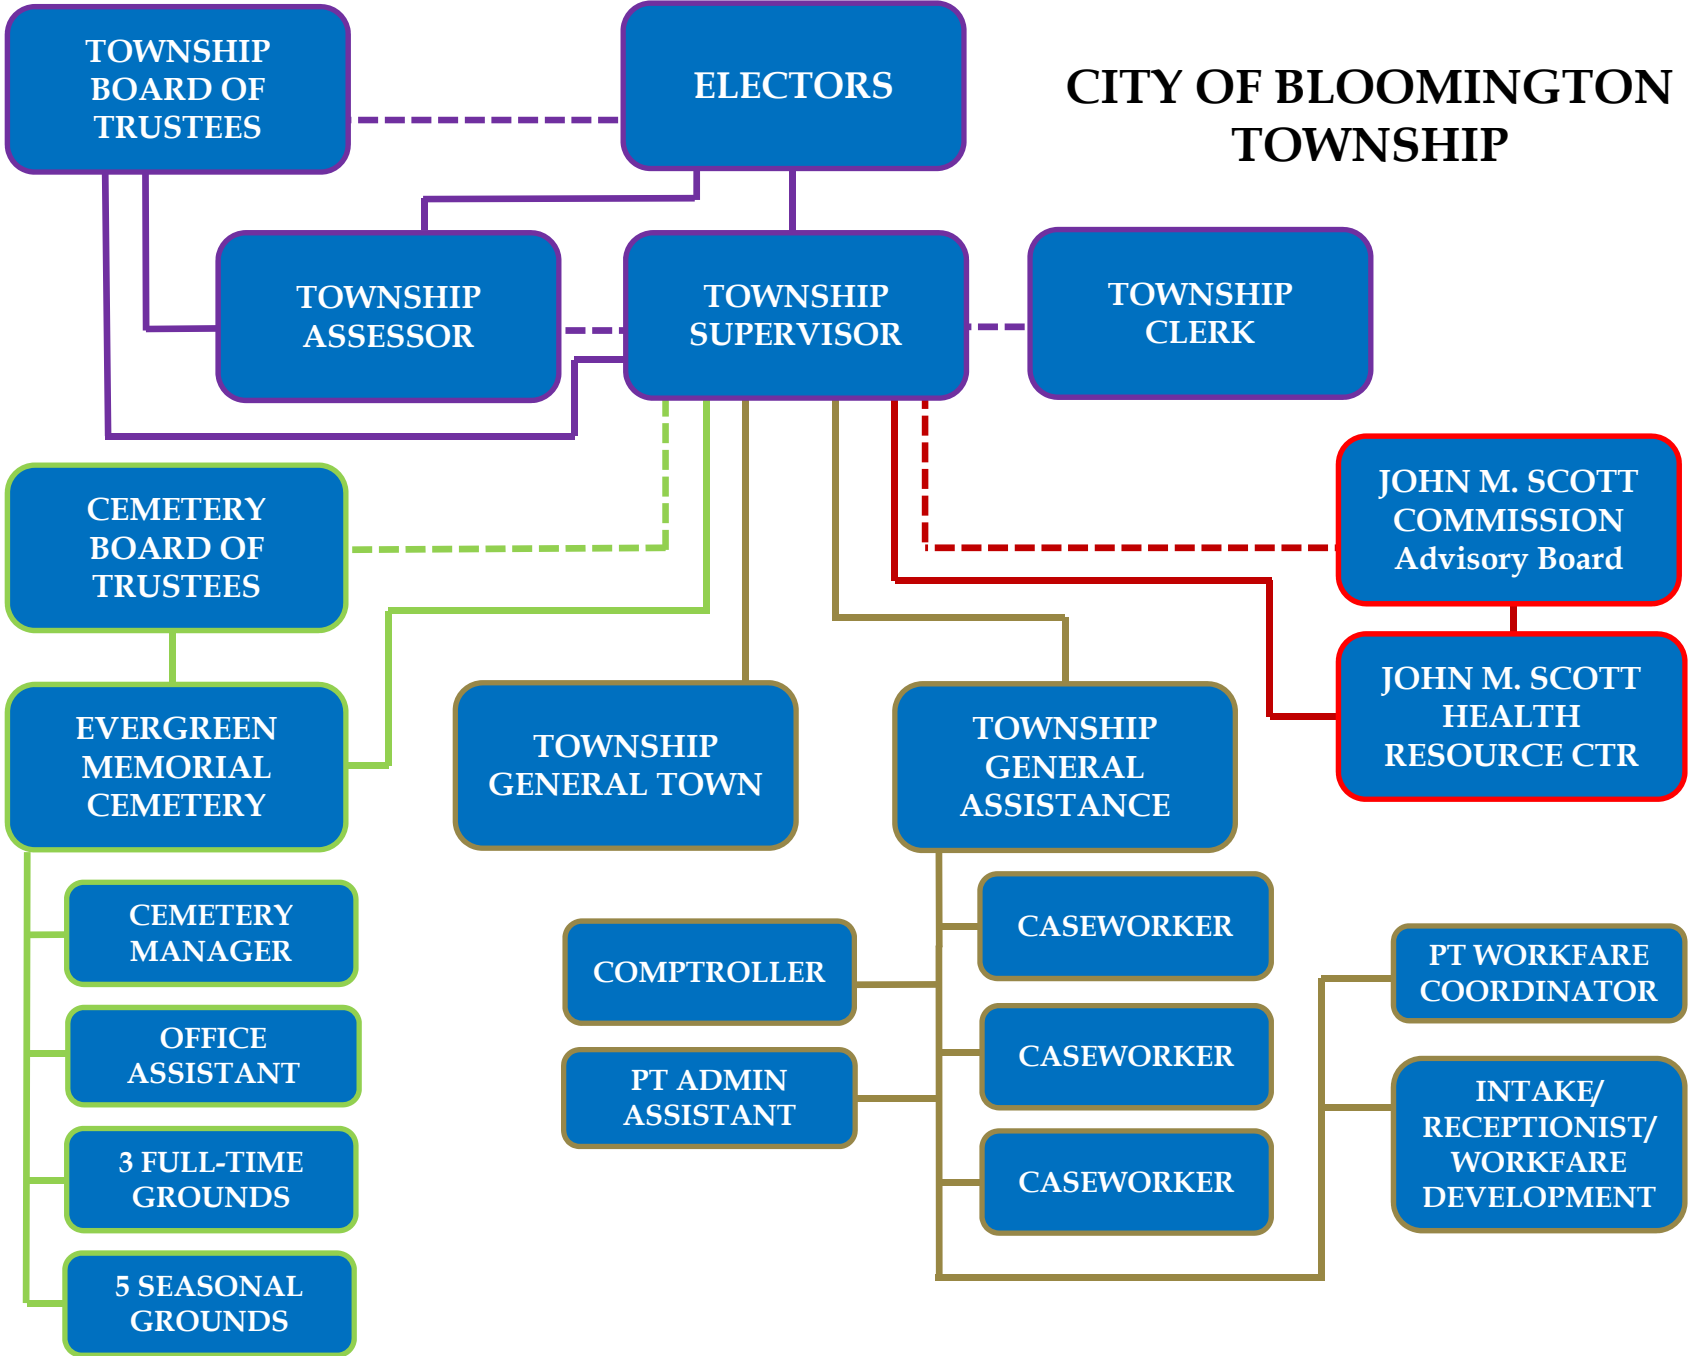 TOWNSHIP
BOARD OF
TRUSTEES
ELECTORS
CITY OF BLOOMINGTON
TOWNSHIP
TOWNSHIP
ASSESSOR
TOWNSHIP
SUPERVISOR
TOWNSHIP
CLERK
CEMETERY
BOARD OF
TRUSTEES
JOHN M. SCOTT
COMMISSION
Advisory Board
EVERGREEN
MEMORIAL
CEMETERY
TOWNSHIP
GENERAL TOWN
TOWNSHIP
GENERAL
ASSISTANCE
JOHN M. SCOTT
HEALTH
RESOURCE CTR
CEMETERY
MANAGER
OFFICE
ASSISTANT
3 FULL-TIME
GROUNDS
5 SEASONAL
GROUNDS
COMPTROLLER
PT ADMIN
ASSISTANT
CASEWORKER
CASEWORKER
CASEWORKER
PT WORKFARE
COORDINATOR
INTAKE/
RECEPTIONIST/
WORKFARE
DEVELOPMENT